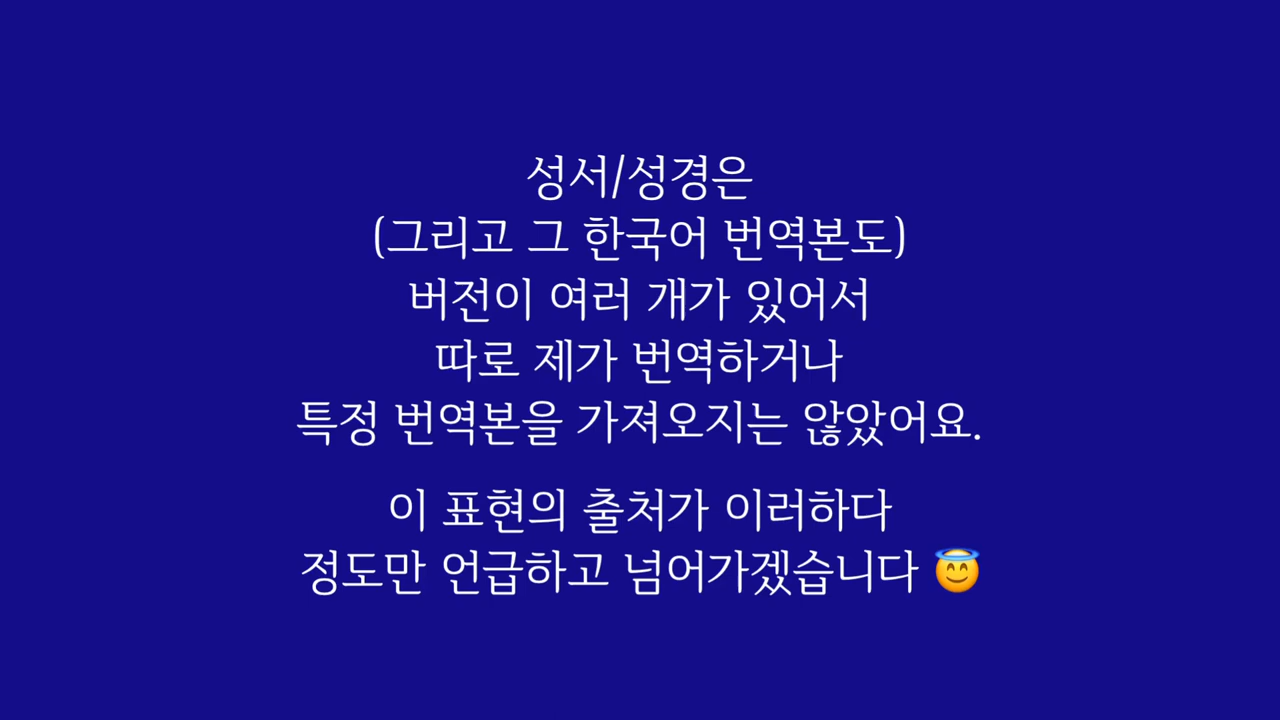 성서/성경은
(그리고 그 한국어 번역본도)
버전이 여러 개가 있어서
따로 제가 번역하거나
특정 번역본을 가져오지는 않았어요.
이 표현의 출처가 이러하다
정도만 언급하고 넘어가겠습니다 😇